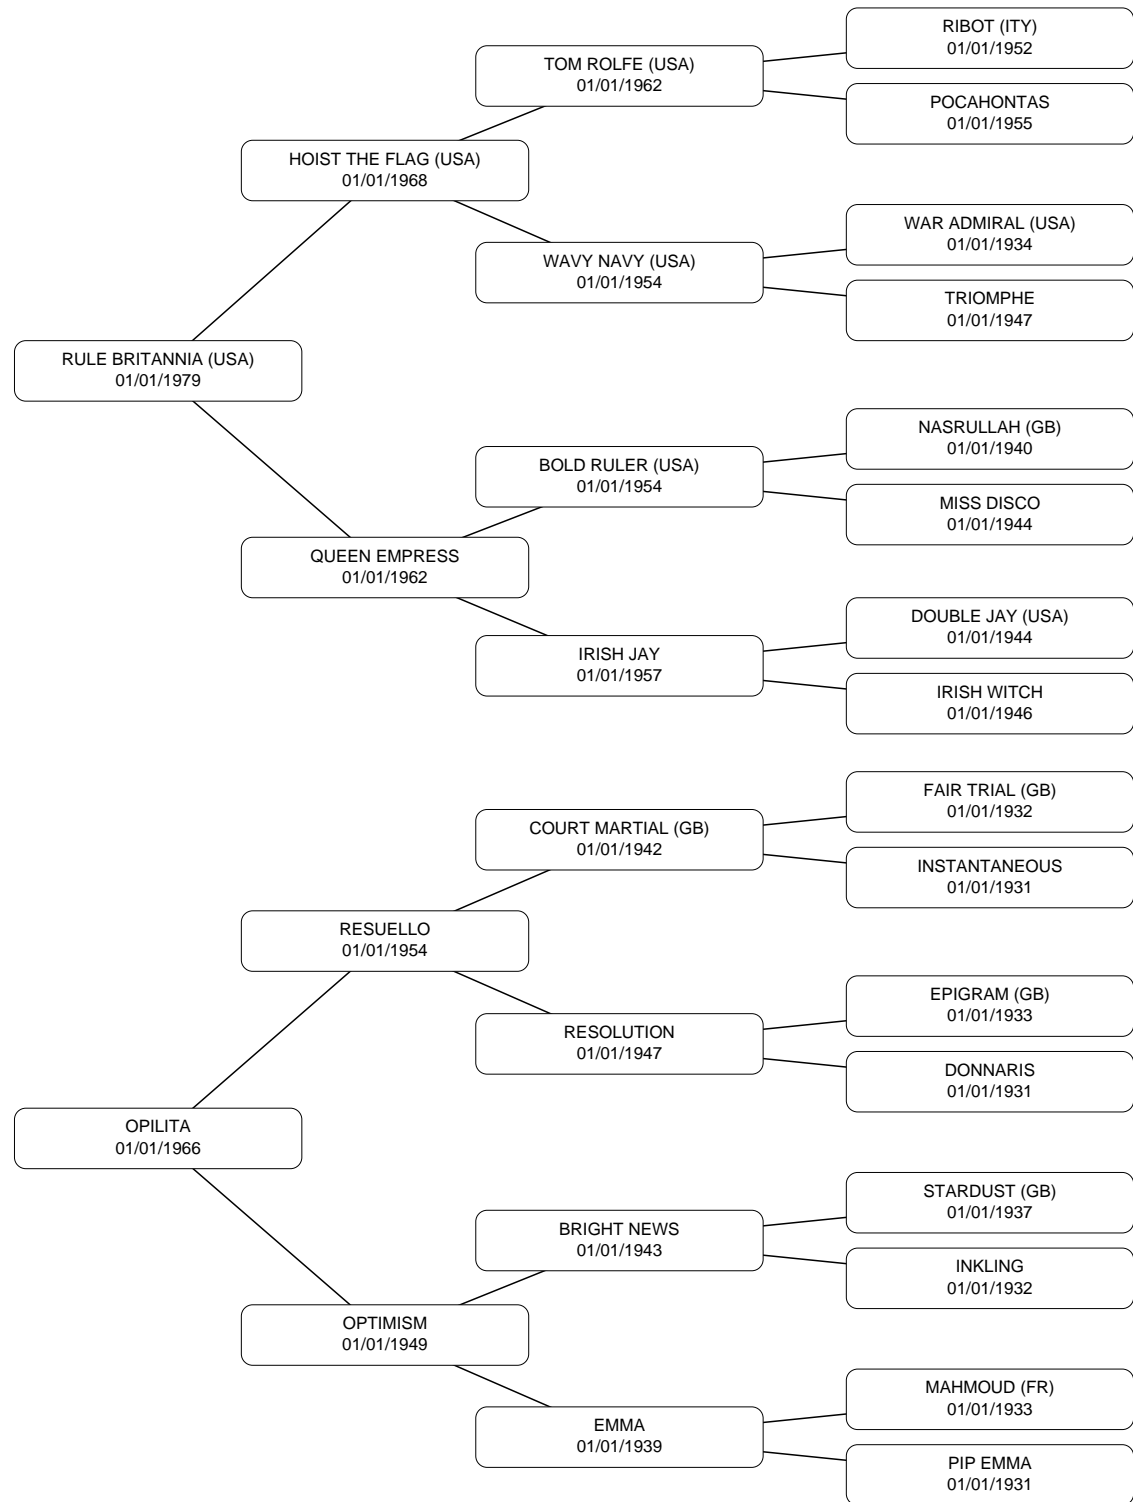 RIBOT (ITY)
01/01/1952
TOM ROLFE (USA)
01/01/1962
POCAHONTAS
01/01/1955
HOIST THE FLAG (USA)
01/01/1968
WAR ADMIRAL (USA)
01/01/1934
WAVY NAVY (USA)
01/01/1954
TRIOMPHE
01/01/1947
RULE BRITANNIA (USA)
01/01/1979
NASRULLAH (GB)
01/01/1940
BOLD RULER (USA)
01/01/1954
MISS DISCO
01/01/1944
QUEEN EMPRESS
01/01/1962
DOUBLE JAY (USA)
01/01/1944
IRISH JAY
01/01/1957
IRISH WITCH
01/01/1946
FAIR TRIAL (GB)
01/01/1932
COURT MARTIAL (GB)
01/01/1942
INSTANTANEOUS
01/01/1931
RESUELLO
01/01/1954
EPIGRAM (GB)
01/01/1933
RESOLUTION
01/01/1947
DONNARIS
01/01/1931
OPILITA
01/01/1966
STARDUST (GB)
01/01/1937
BRIGHT NEWS
01/01/1943
INKLING
01/01/1932
OPTIMISM
01/01/1949
MAHMOUD (FR)
01/01/1933
EMMA
01/01/1939
PIP EMMA
01/01/1931